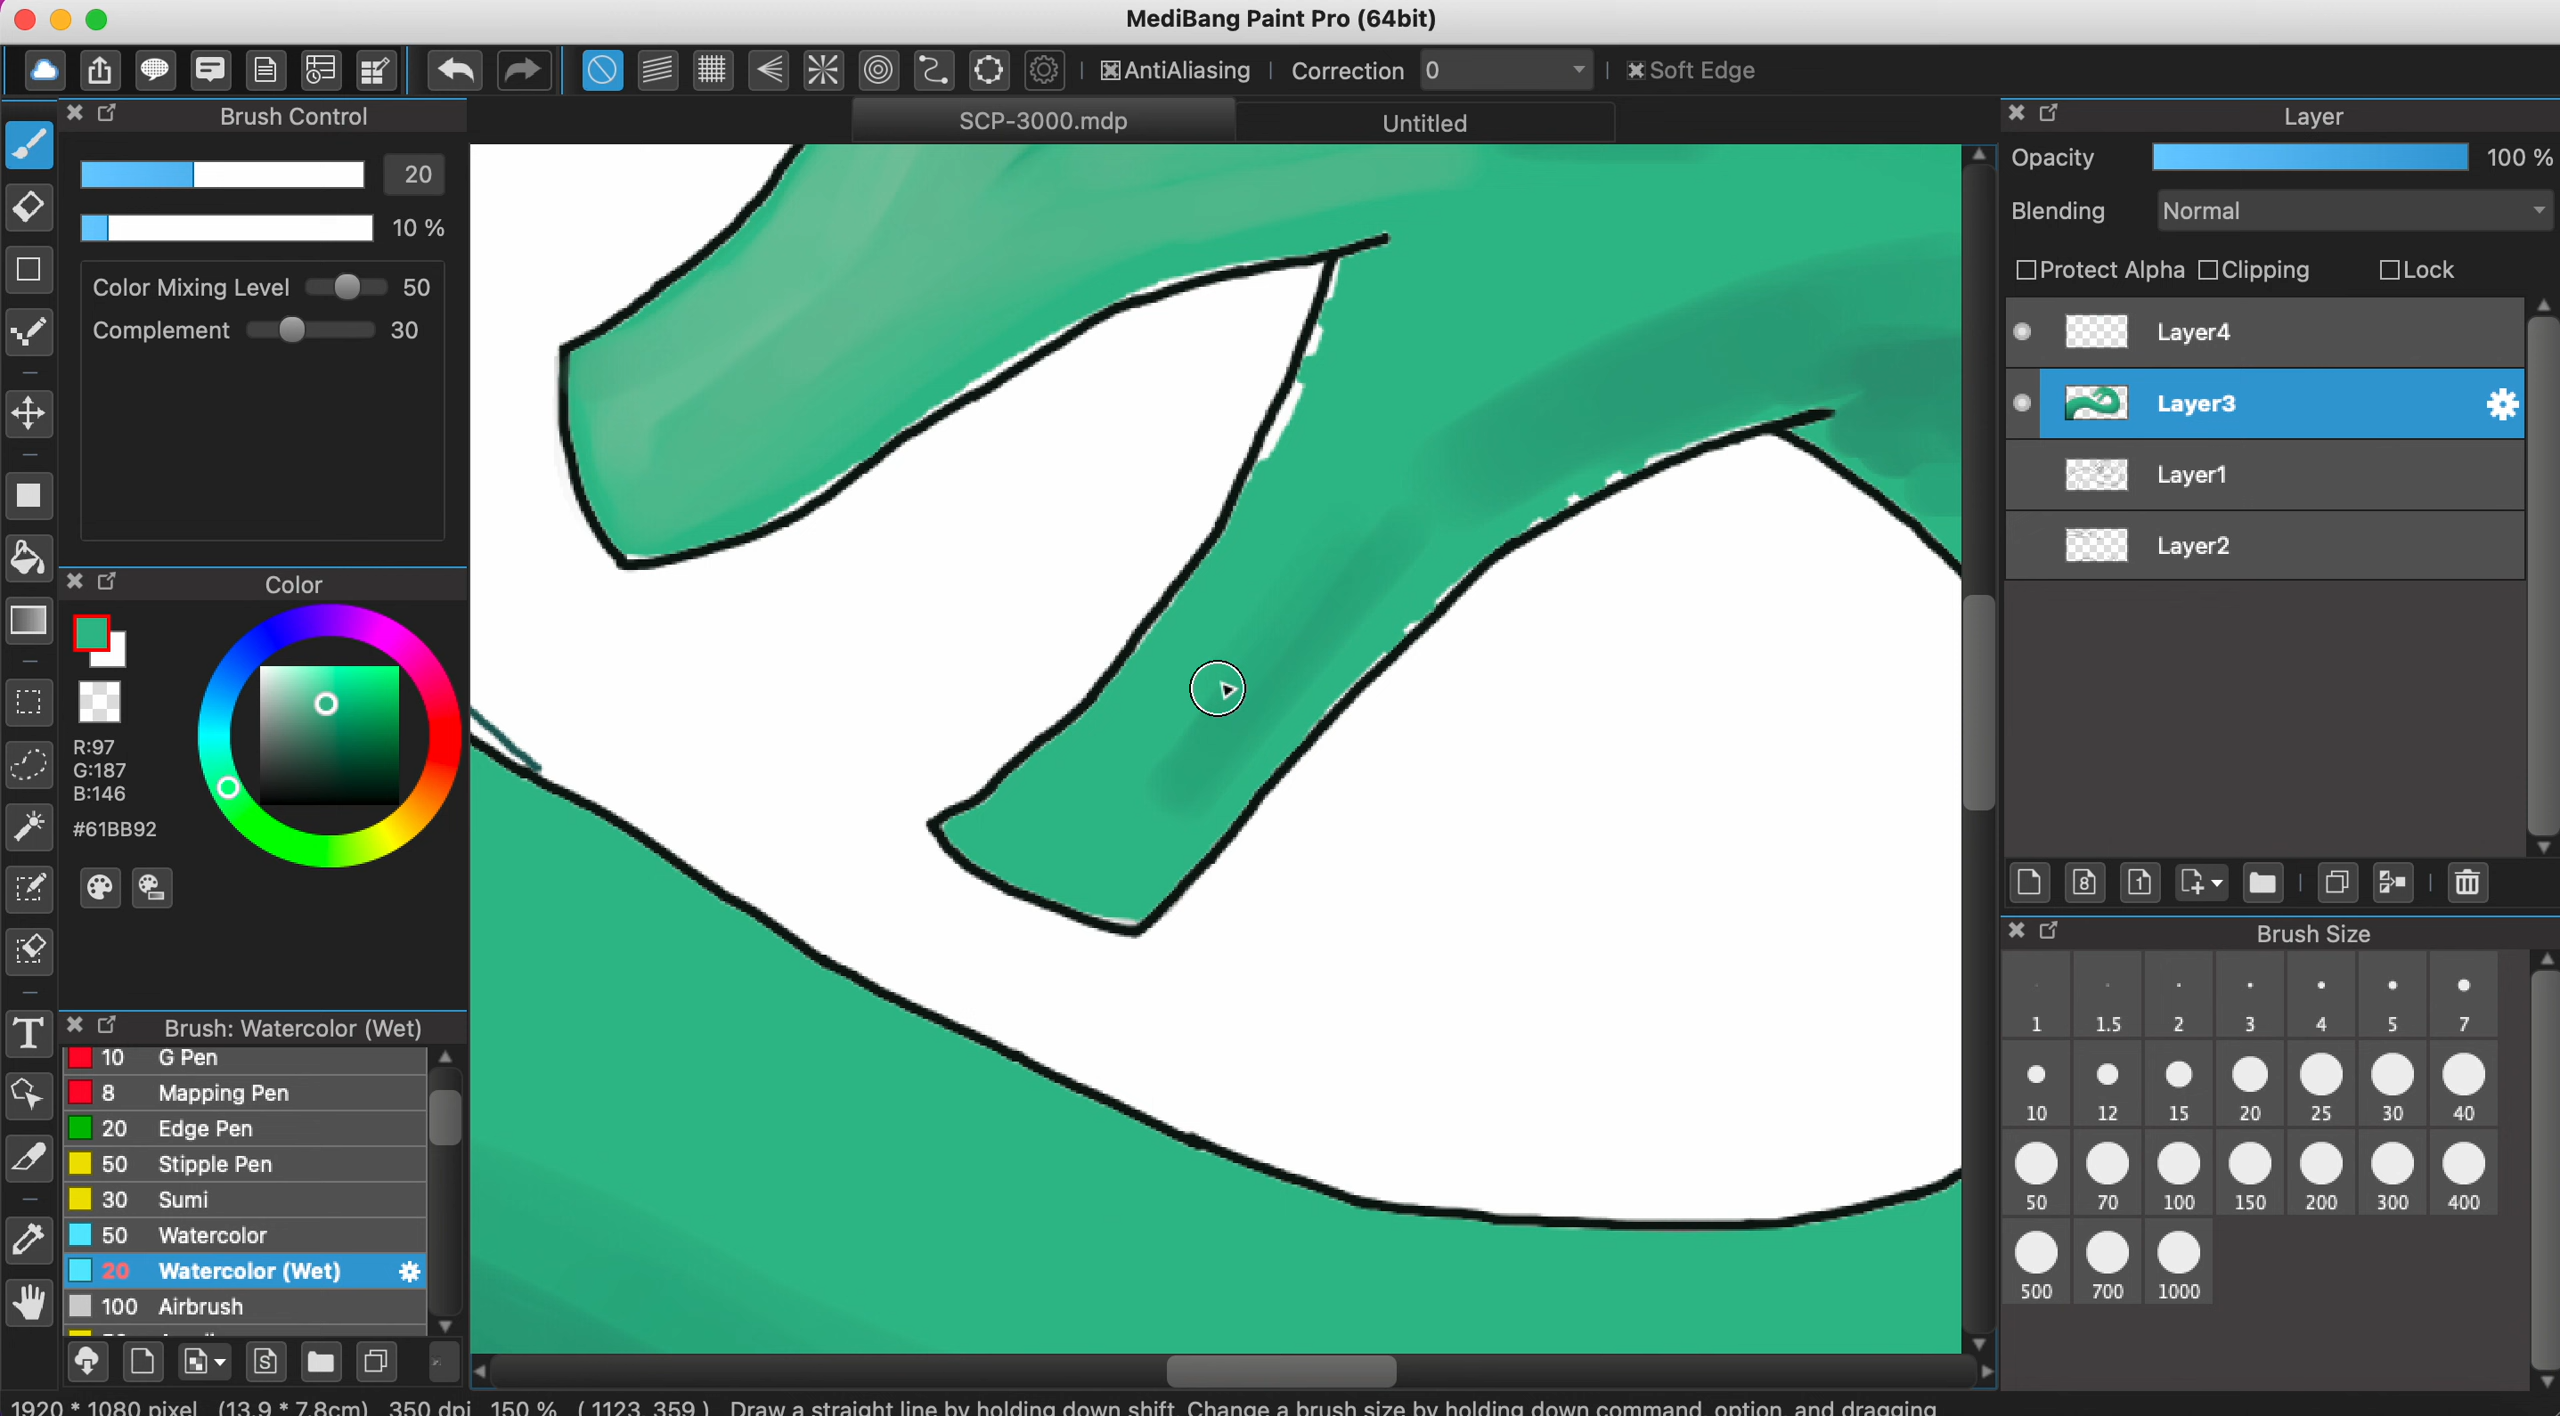 MediBang Paint Pro (64bit)
AntiAliasing Correction 0 Soft Edge
SCP-3000.mdp Untitled
Brush Control
20
10 %
Color Mixing Level 50
Complement 30
Color
R:97
G:187
B:146
#61BB92
Brush: Watercolor (Wet)
10 G Pen
8 Mapping Pen
20 Edge Pen
50 Stipple Pen
30 Sumi
50 Watercolor
20 Watercolor (Wet)
100 Airbrush
Layer
Opacity 100 %
Blending Normal
Protect Alpha Clipping Lock
Layer4
Layer3
Layer1
Layer2
Brush Size
1 1.5 2 3 4 5 7
10 12 15 20 25 30 40
50 70 100 150 200 300 400
500 700 1000
1920 * 1080 pixel (13.9 * 7.8cm) 350 dpi 150 % ( 1123, 359 ) Draw a straight line by holding down shift, Change a brush size by holding down command, option, and dragging